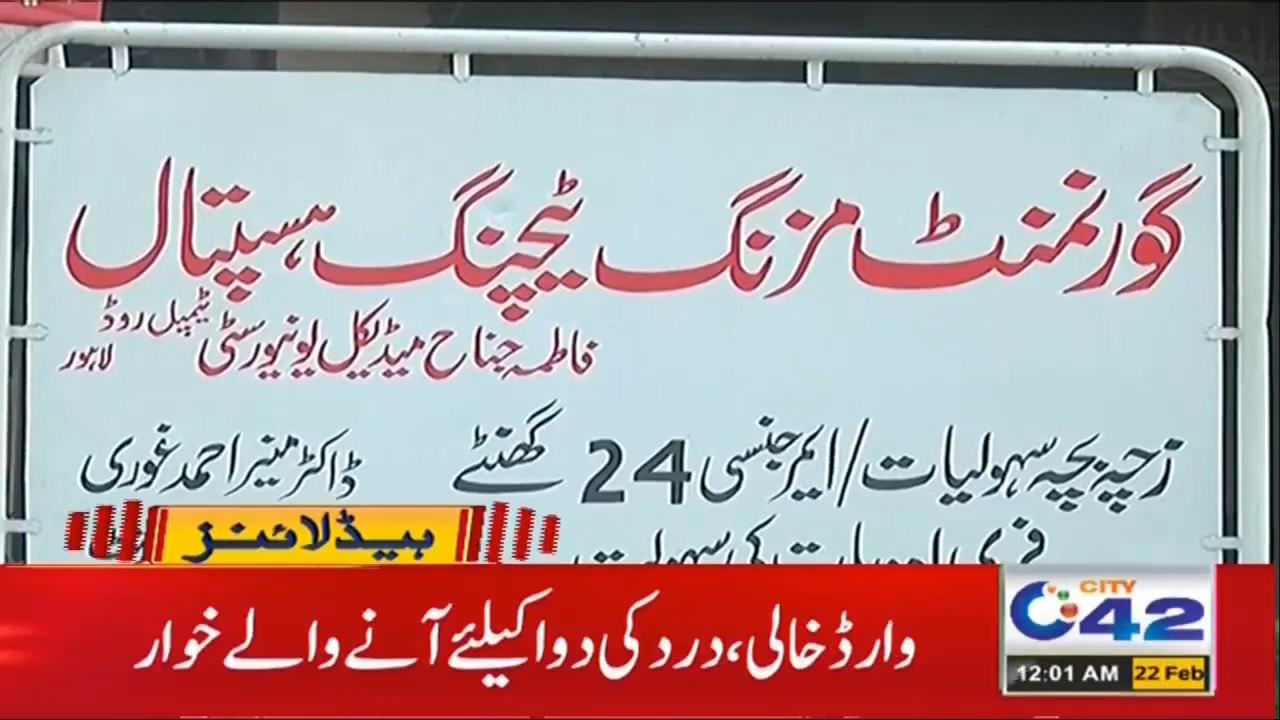 گورنمنٹ مزنگ ٹیچنگ ہسپتال
فاطمہ جناح میڈیکل یونیورسٹی ٹیمپل روڈ لاہور
زچہ بچہ سہولیات/ایمرجنسی 24 گھنٹے
ڈاکٹر منیر احمد غوری
کی سہولت
ہیڈلائنز
وارڈ خالی، درد کی دوا کیلئے آنے والے خوار
CITY
42
12:01 AM 22 Feb